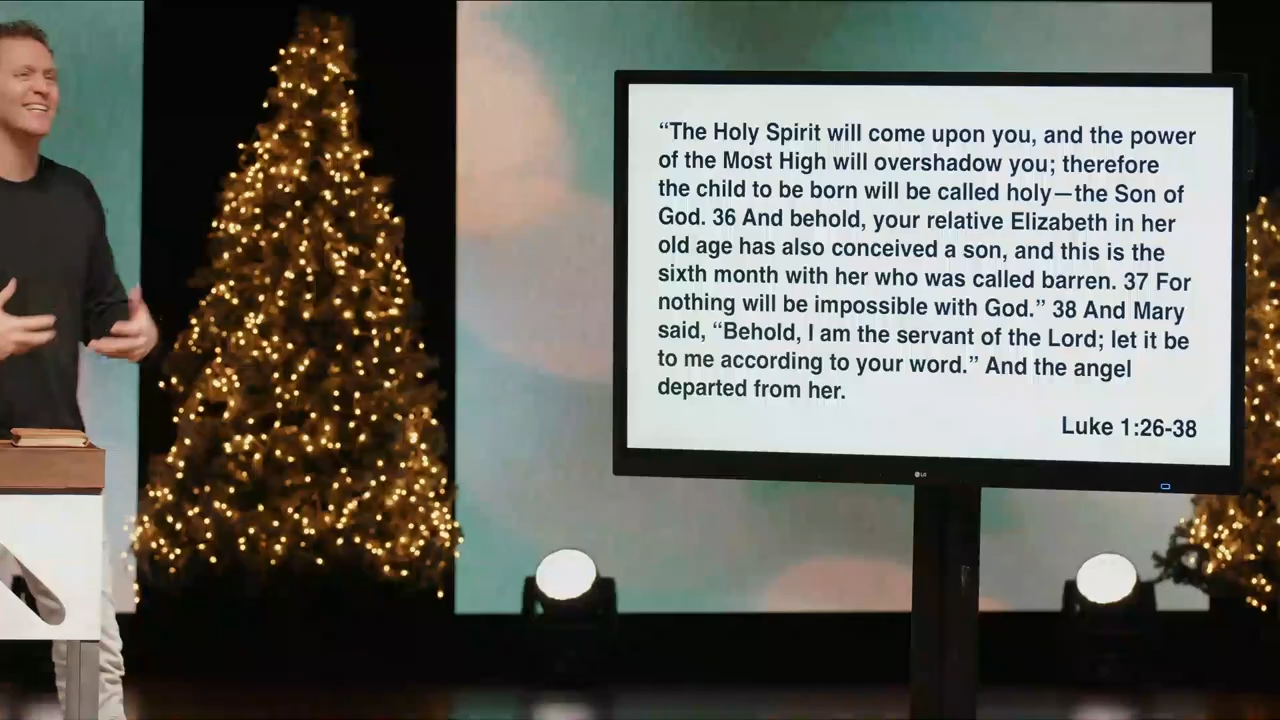 “The Holy Spirit will come upon you, and the power
of the Most High will overshadow you; therefore
the child to be born will be called holy—the Son of
God. 36 And behold, your relative Elizabeth in her
old age has also conceived a son, and this is the
sixth month with her who was called barren. 37 For
nothing will be impossible with God.” 38 And Mary
said, “Behold, I am the servant of the Lord; let it be
to me according to your word.” And the angel
departed from her.
Luke 1:26-38
LG